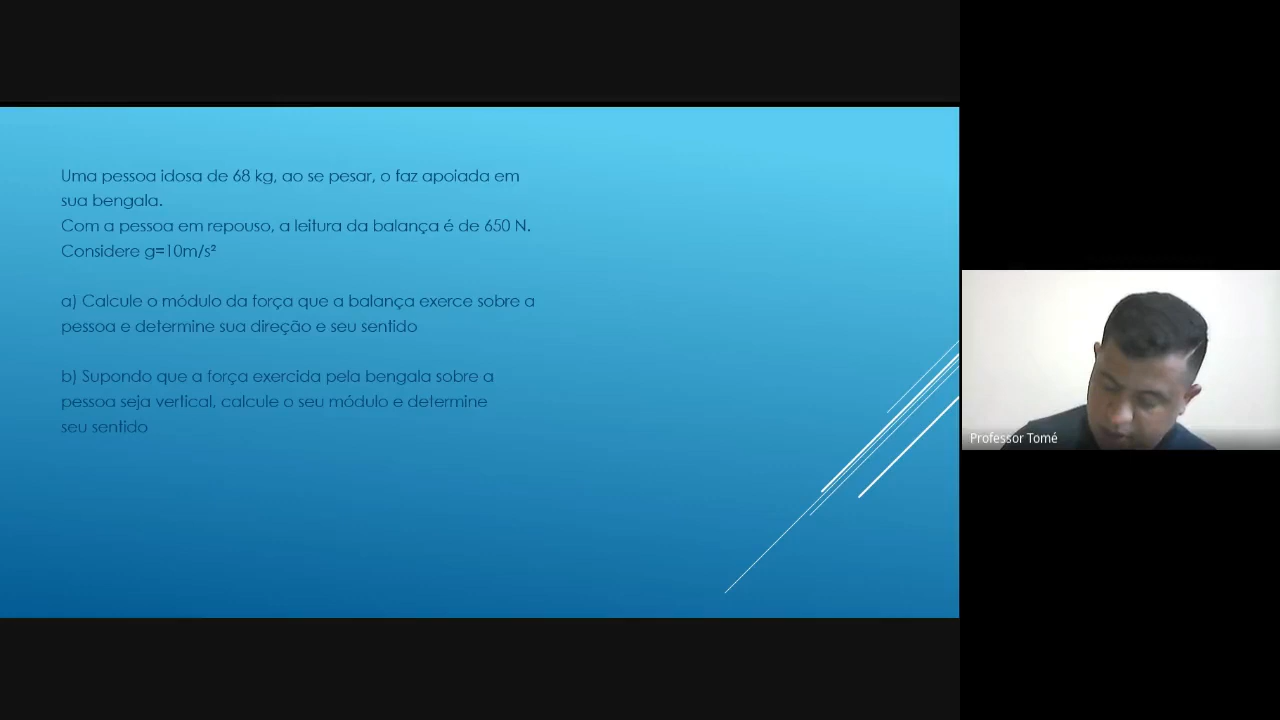 Uma pessoa idosa de 68 kg, ao se pesar, o faz apoiada em
sua bengala.
Com a pessoa em repouso, a leitura da balança é de 650 N.
Considere g=10m/s²
a) Calcule o módulo da força que a balança exerce sobre a
pessoa e determine sua direção e seu sentido
b) Supondo que a força exercida pela bengala sobre a
pessoa seja vertical, calcule o seu módulo e determine
seu sentido
Professor Tomé